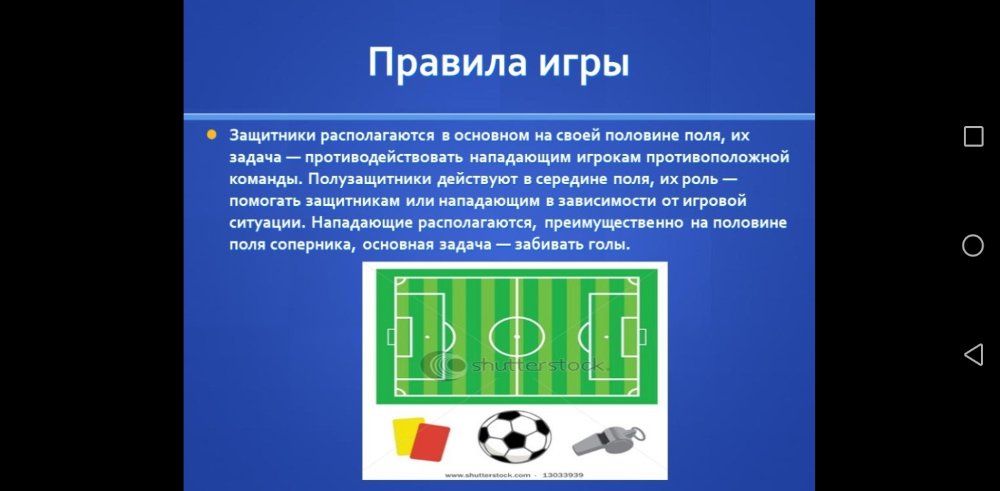 Правила игры
Защитники располагаются в основном на своей половине поля, их
задача — противодействовать нападающим игрокам противоположной
команды. Полузащитники действуют в середине поля, их роль —
помогать защитникам или нападающим в зависимости от игровой
ситуации. Нападающие располагаются, преимущественно на половине
поля соперника, основная задача — забивать голы.
shutterstock
www.shutterstock.com · 13033939